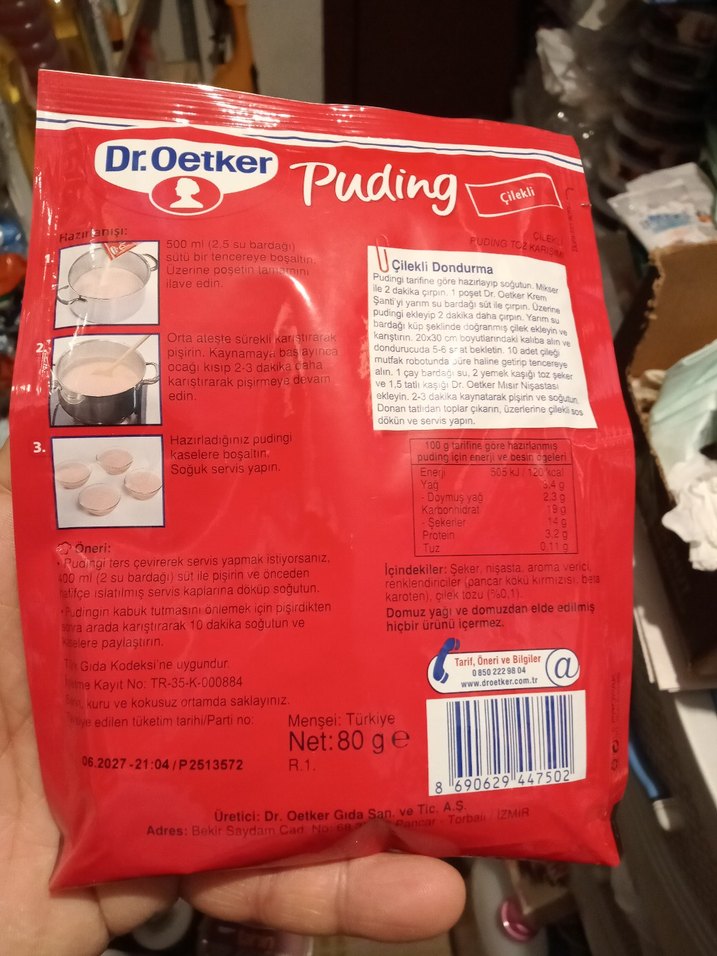 Dr.Oetker
Puding
Çilekli
ÇİLEKLİ
PUDİNG TOZ KARIŞIMI
Hazırlanışı:
500 ml (2.5 su bardağı)
sütü bir tencereye boşaltın.
Üzerine poşetin tamamını
ilave edin.
2.
Orta ateşte sürekli karıştırarak
pişirin. Kaynamaya başlayınca
ocağı kısıp 2-3 dakika daha
karıştırarak pişirmeye devam
edin.
3.
Hazırladığınız pudingi
kaselere boşaltın.
Soğuk servis yapın.
Öneri:
• Pudingi ters çevirerek servis yapmak istiyorsanız,
400 ml (2 su bardağı) süt ile pişirin ve önceden
hafifçe ıslatılmış servis kaplarına döküp soğutun.
• Pudingin kabuk tutmasını önlemek için pişirdikten
sonra arada karıştırarak 10 dakika soğutun ve
kaselere paylaştırın.
Gıda Kodeksi'ne uygundur.
Kayıt No: TR-35-K-000884
kuru ve kokusuz ortamda saklayınız.
edilen tüketim tarihi/Parti no:
06.2027-21:04/P2513572
Menşei: Türkiye
Net: 80 g e
R.1.
Çilekli Dondurma
Pudingi tarifine göre hazırlayıp soğutun. Mikser
ile 2 dakika çırpın. 1 poşet Dr. Oetker Krem
Şanti'yi yarım su bardağı süt ile çırpın. Üzerine
pudingi ekleyip 2 dakika daha çırpın. Yarım su
bardağı küp şeklinde doğranmış çilek ekleyin ve
karıştırın. 20x30 cm boyutlarındaki kalıba alın ve
dondurucuda 5-6 saat bekletin. 10 adet çileği
mutfak robotunda püre haline getirip tencereye
alın. 1 çay bardağı su, 2 yemek kaşığı toz şeker
ve 1,5 tatlı kaşığı Dr. Oetker Mısır Nişastası
ekleyin. 2-3 dakika kaynatarak pişirin ve soğutun.
Donan tatlıdan toplar çıkarın, üzerlerine çilekli sos
dökün ve servis yapın.
100 g tarifine göre hazırlanmış
puding için enerji ve besin ögeleri
Enerji 505 kJ / 120 kcal
Yağ 3,4 g
- Doymuş yağ 2,3 g
Karbonhidrat 19 g
- Şekerler 14 g
Protein 3,2 g
Tuz 0,11 g
İçindekiler: Şeker, nişasta, aroma verici,
renklendiriciler (pancar kökü kırmızısı, beta
karoten), çilek tozu (%0,1).
Domuz yağı ve domuzdan elde edilmiş
hiçbir ürünü içermez.
Tarif, Öneri ve Bilgiler
0 850 222 98 04
www.droetker.com.tr
@
8 690629 447502
Üretici: Dr. Oetker Gıda San. ve Tic. A.Ş.
Adres: Bekir Saydam Cad. No: Pancar - Torbalı / İZMİR